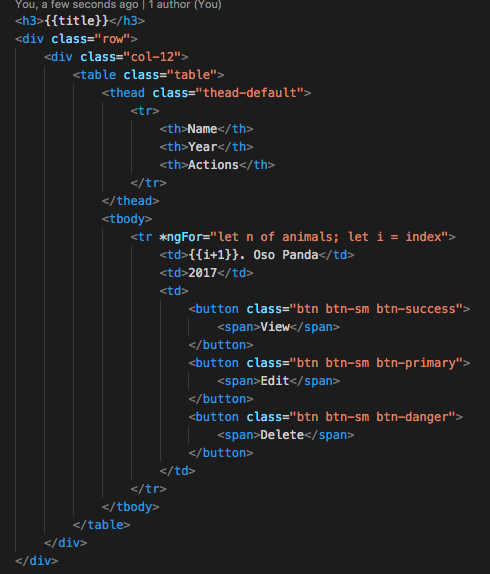 You, a few seconds ago | 1 author (You)
<h3>{{title}}</h3>
<div class="row">
<div class="col-12">
<table class="table">
<thead class="thead-default">
<tr>
<th>Name</th>
<th>Year</th>
<th>Actions</th>
</tr>
</thead>
<tbody>
<tr *ngFor="let n of animals; let i = index">
<td>{{i+1}}. Oso Panda</td>
<td>2017</td>
<td>
<button class="btn btn-sm btn-success">
<span>View</span>
</button>
<button class="btn btn-sm btn-primary">
<span>Edit</span>
</button>
<button class="btn btn-sm btn-danger">
<span>Delete</span>
</button>
</td>
</tr>
</tbody>
</table>
</div>
</div>